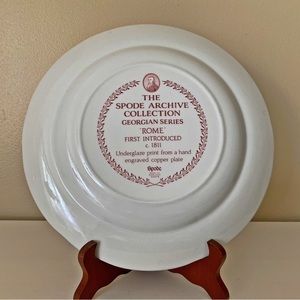 THE
SPODE ARCHIVE
COLLECTION
GEORGIAN SERIES
'ROME'
FIRST INTRODUCED
c. 1811
Underglaze print from a hand
engraved copper plate
Spode